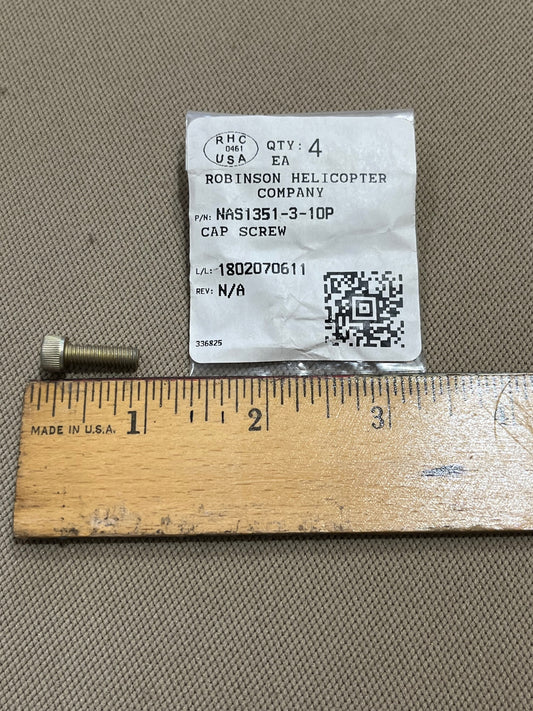 RHC
0461
USA
QTY: 4
EA
ROBINSON HELICOPTER
COMPANY
P/N: NAS1351-3-10P
CAP SCREW
L/L: 1802070611
REV: N/A
336825
1 2 3
MADE IN U.S.A.